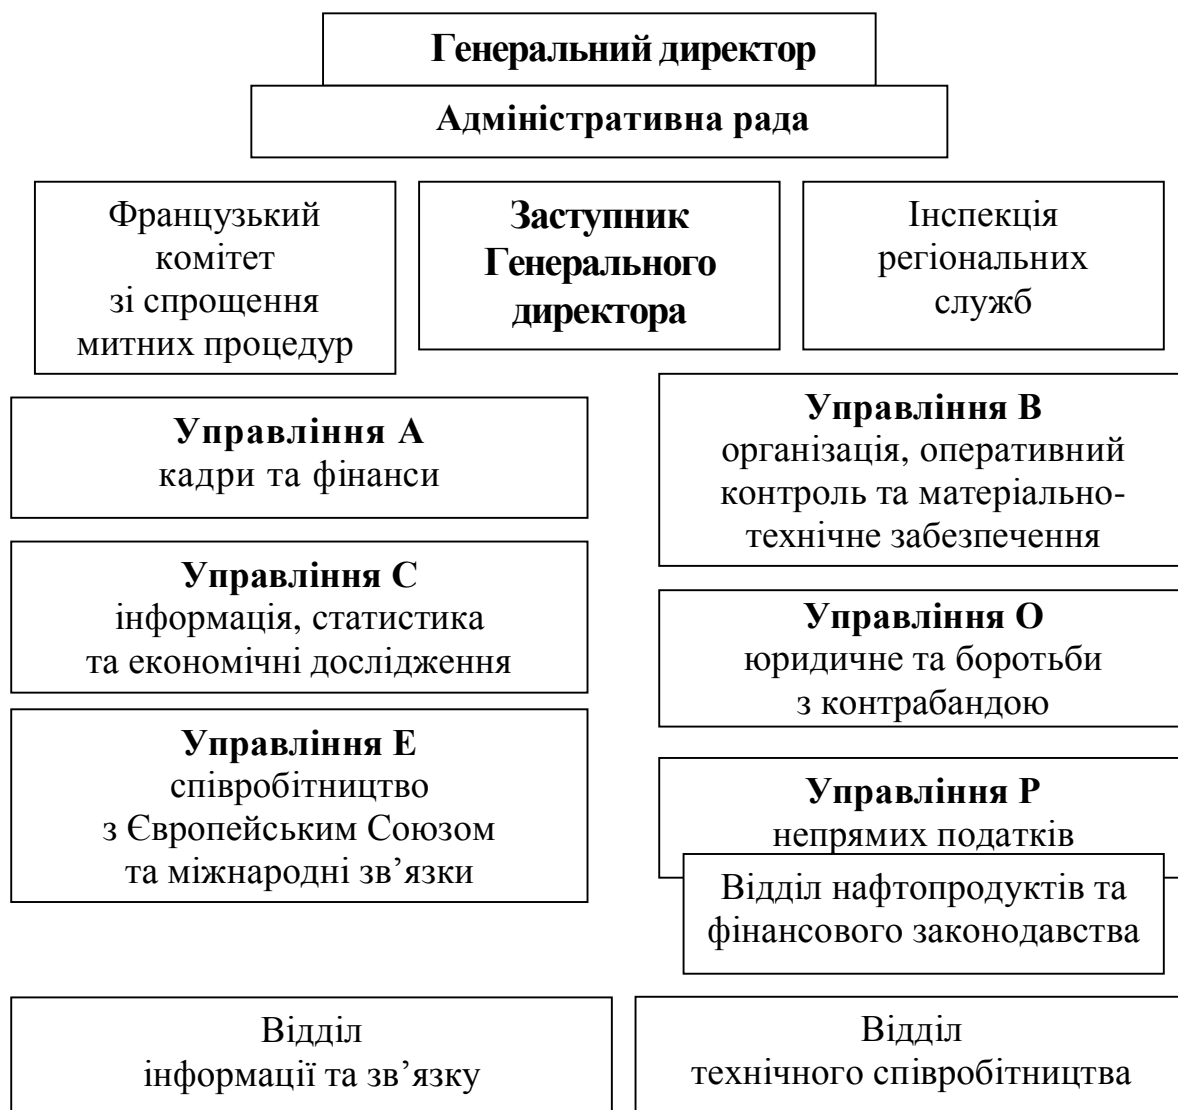 Генеральний директор
Адміністративна рада
Французький
комітет
зі спрощення
митних процедур
Заступник
Генерального
директора
Інспекція
регіональних
служб
Управління А
кадри та фінанси
Управління В
організація, оперативний
контроль та матеріально-
технічне забезпечення
Управління С
інформація, статистика
та економічні дослідження
Управління О
юридичне та боротьби
з контрабандою
Управління Е
співробітництво
з Європейським Союзом
та міжнародні зв’язки
Управління Р
непрямих податків
Відділ нафтопродуктів та
фінансового законодавства
Відділ
інформації та зв’язку
Відділ
технічного співробітництва